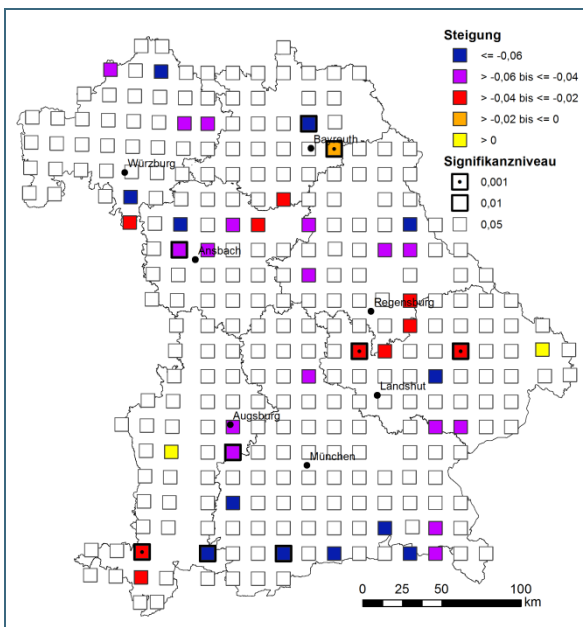 Steigung
<= -0,06
> -0,06 bis <= -0,04
> -0,04 bis <= -0,02
> -0,02 bis <= 0
> 0
Signifikanzniveau
0,001
0,01
0,05
Bayreuth
Würzburg
Ansbach
Regensburg
Landshut
Augsburg
München
0 25 50 100
km